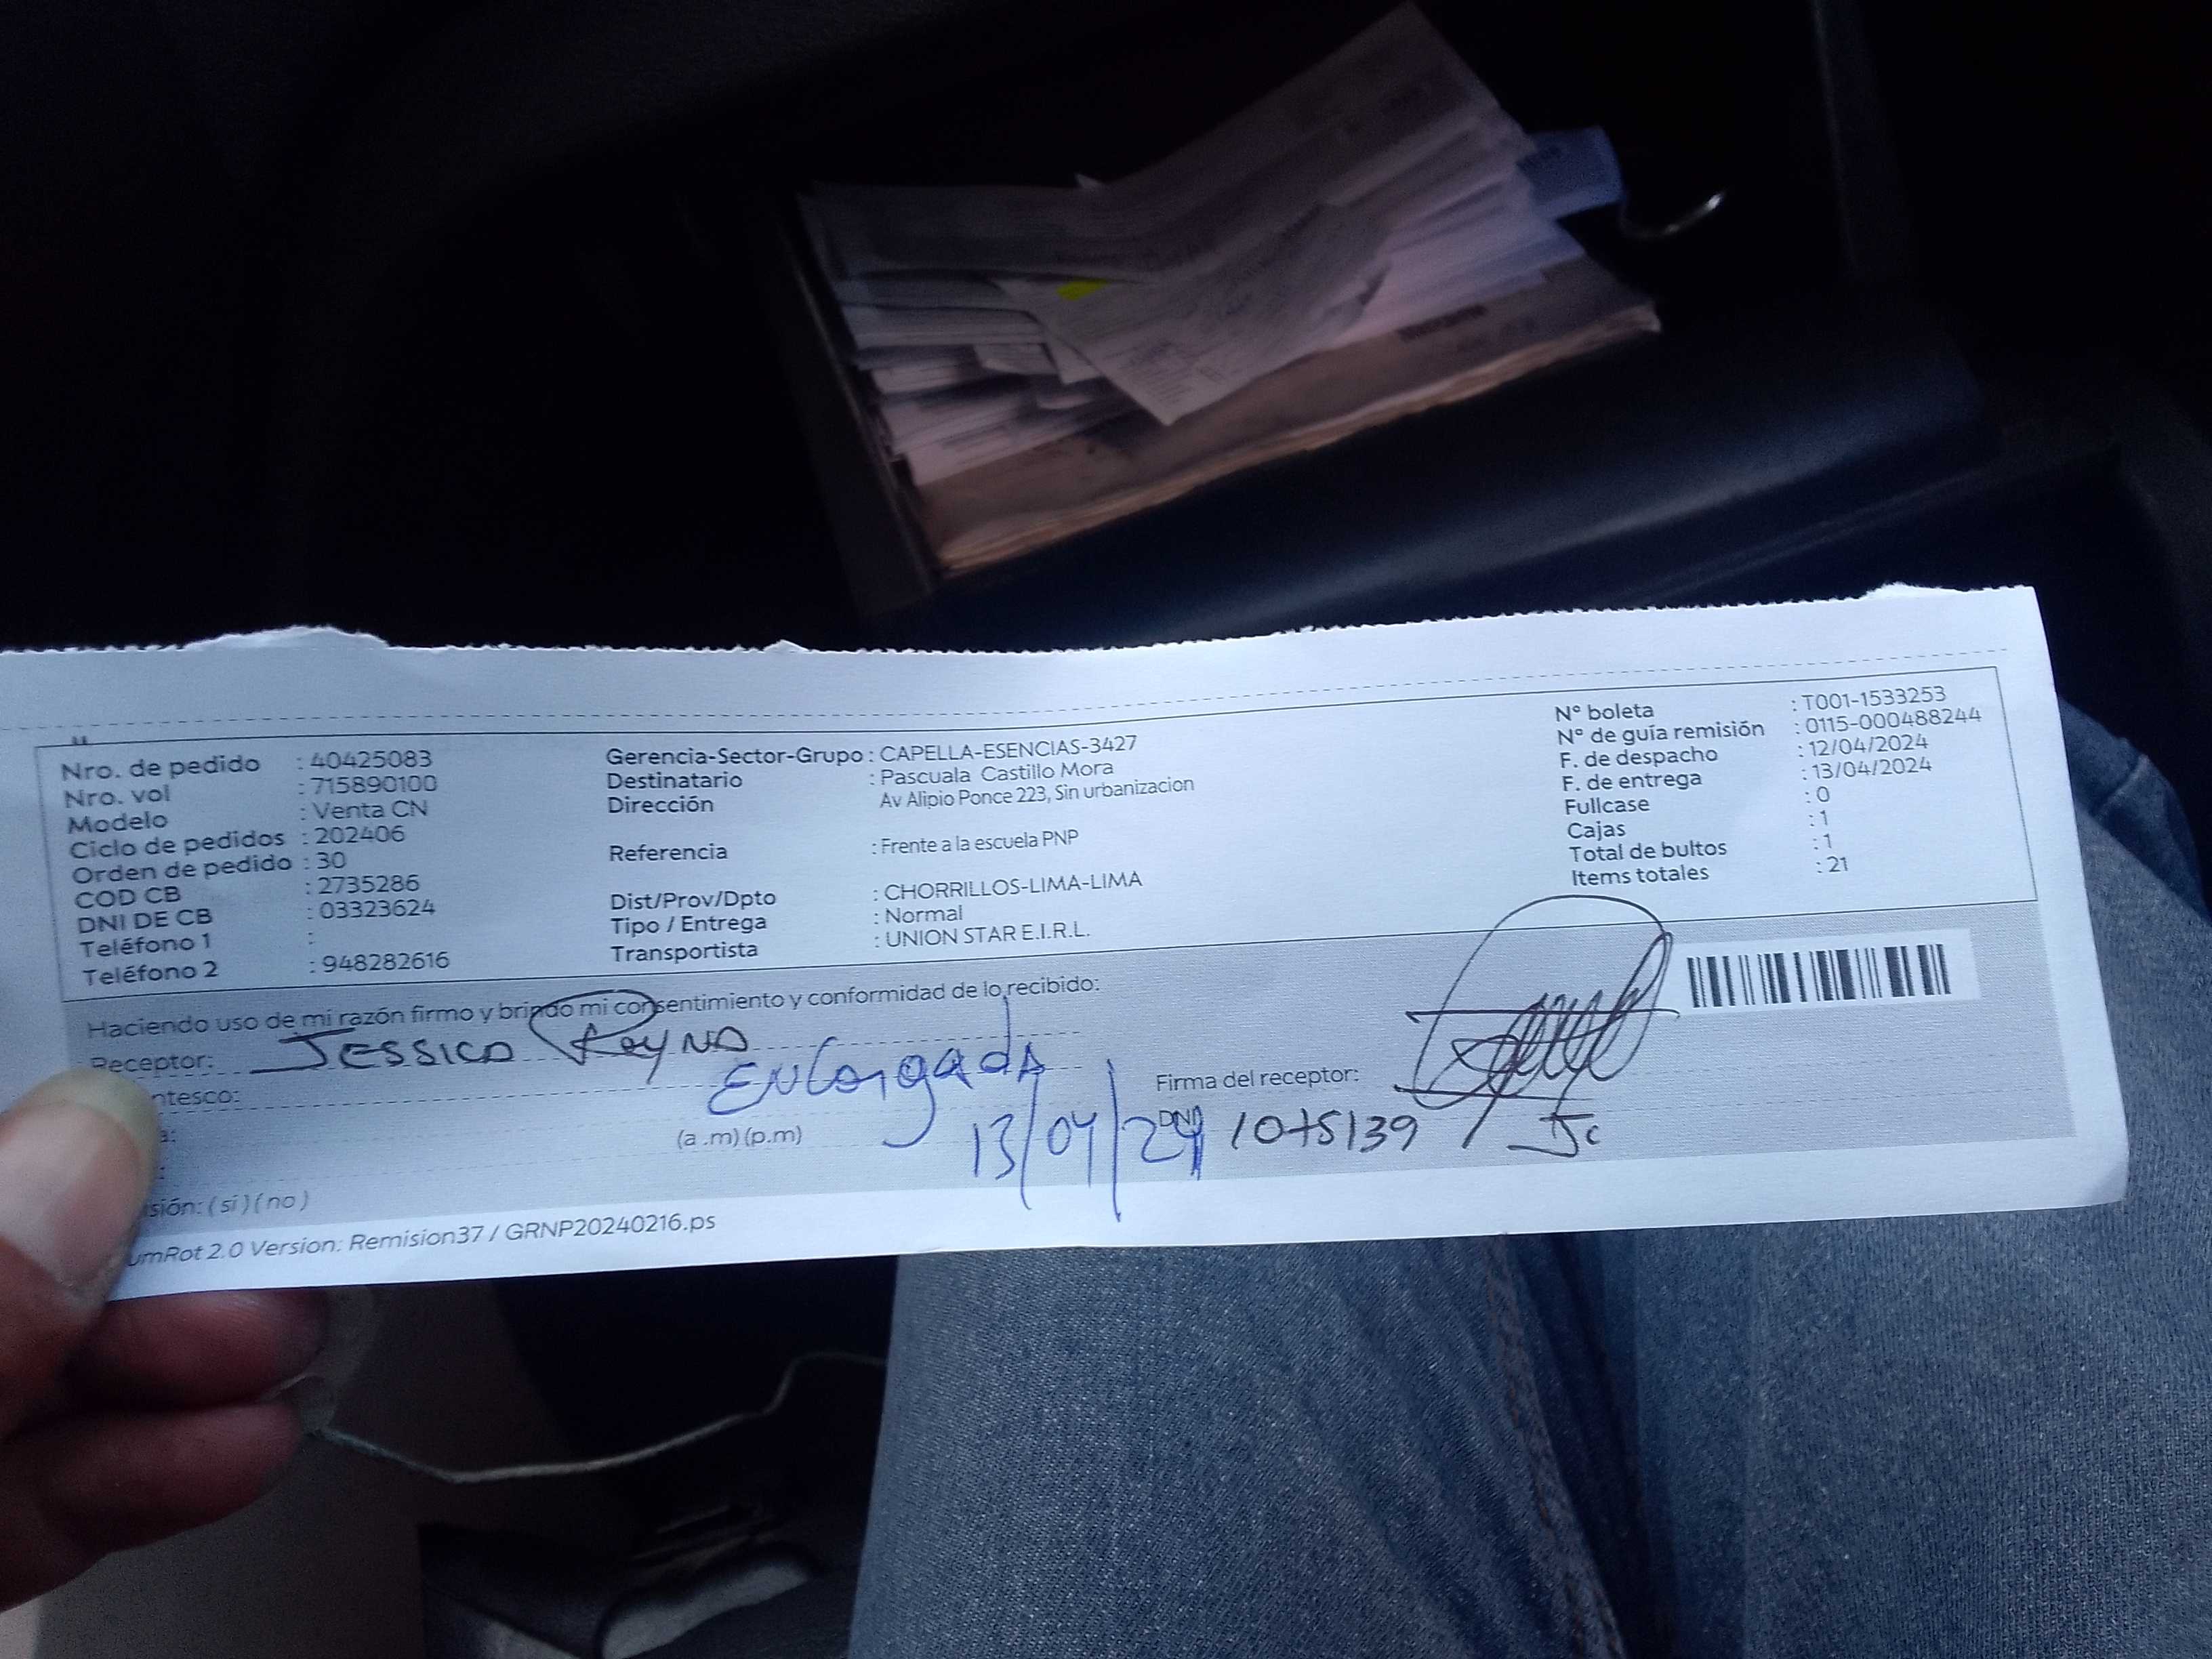 Nro. de pedido : 40425083
Nro. vol : 715890100
Modelo : Venta CN
Ciclo de pedidos : 202406
Orden de pedido : 30
COD CB : 2735286
DNI DE CB : 03323624
Teléfono 1 :
Teléfono 2 : 948282616
Gerencia-Sector-Grupo : CAPELLA-ESENCIAS-3427
Destinatario : Pascuala Castillo Mora
Dirección Av Alipio Ponce 223, Sin urbanizacion
Referencia : Frente a la escuela PNP
Dist/Prov/Dpto : CHORRILLOS-LIMA-LIMA
Tipo / Entrega : Normal
Transportista : UNION STAR E.I.R.L.
N° boleta : T001-1533253
N° de guía remisión : 0115-000488244
F. de despacho : 12/04/2024
F. de entrega : 13/04/2024
Fullcase : 0
Cajas : 1
Total de bultos : 1
Items totales : 21
Haciendo uso de mi razón firmo y brindo mi consentimiento y conformidad de lo recibido:
Receptor: JESSICA Reyna
Encargada
ntesco:
Firma del receptor:
a:
(a .m) (p.m)
13/04/24
DNI
:
sión: ( si ) ( no )
umRot 2.0 Version: Remision37 / GRNP20240216.ps